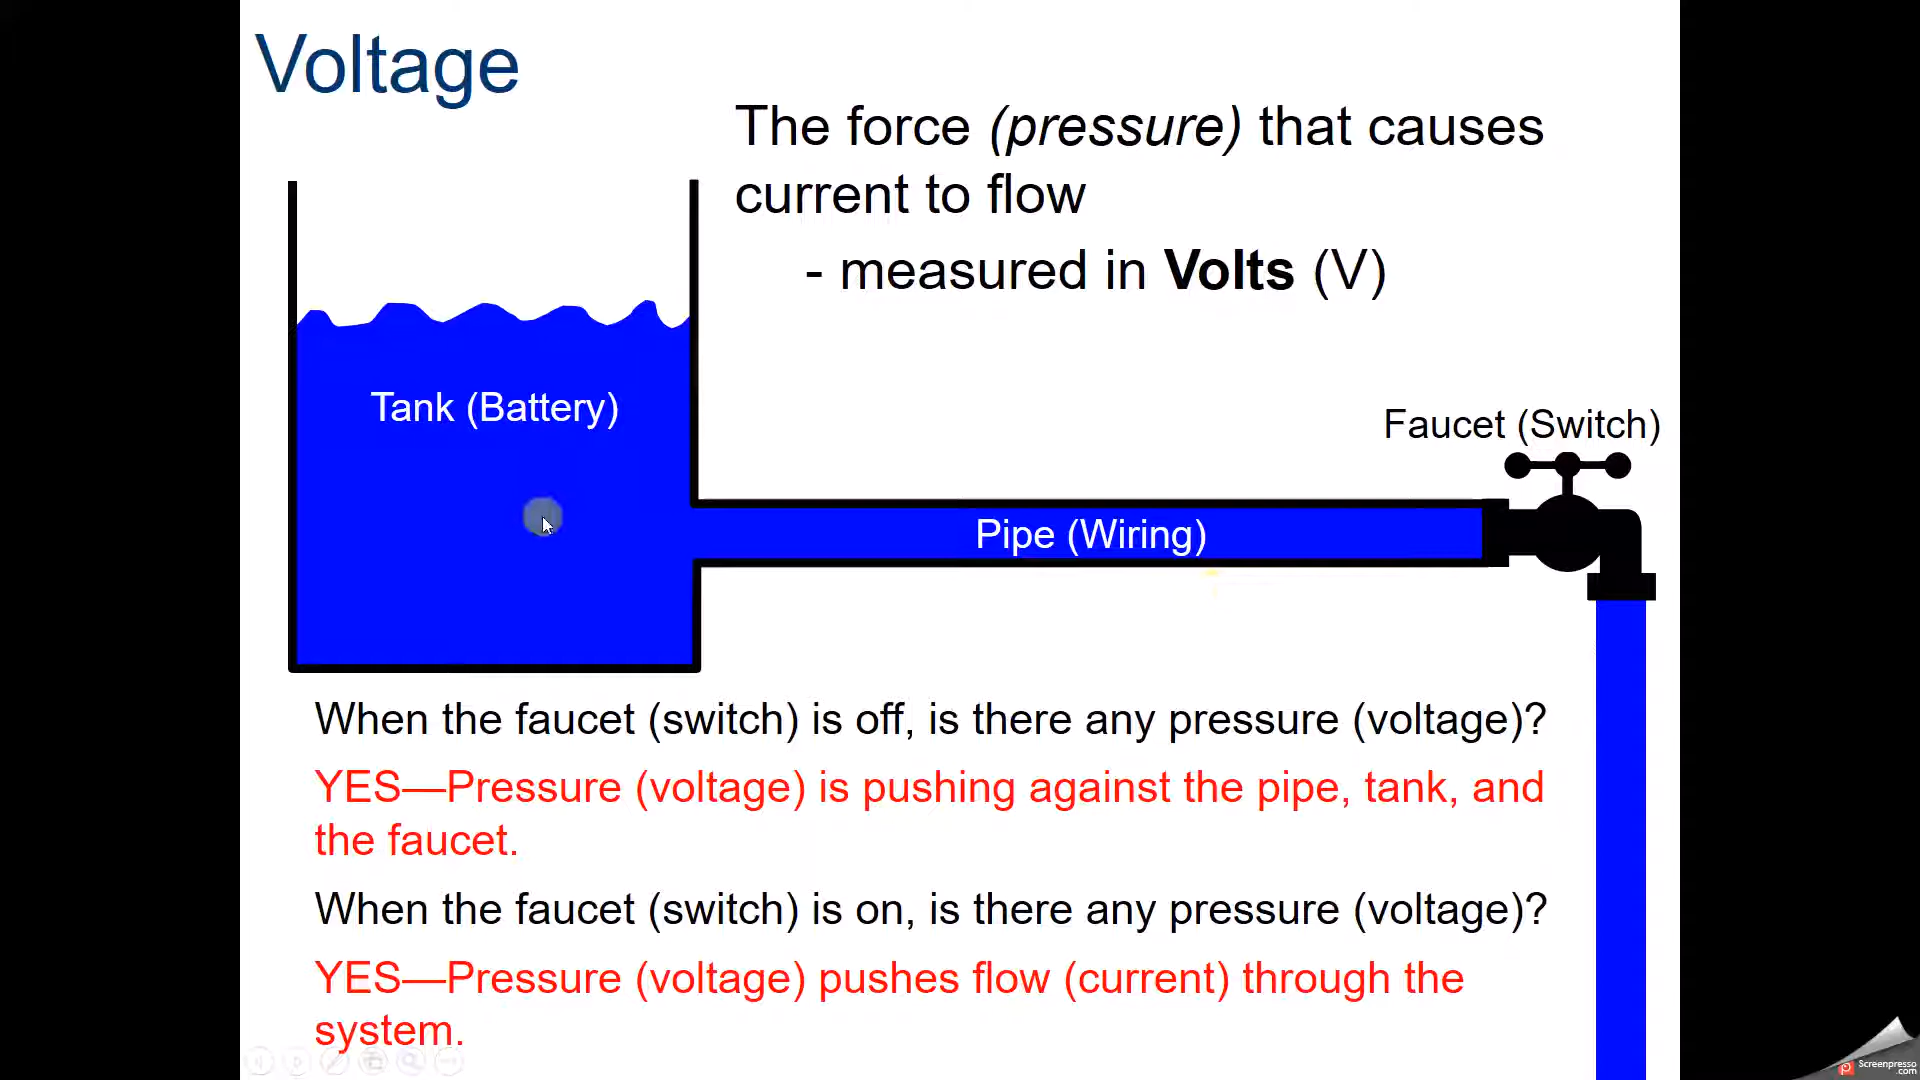 Voltage
The force (pressure) that causes
current to flow
- measured in Volts (V)
Tank (Battery)
Faucet (Switch)
Pipe (Wiring)
When the faucet (switch) is off, is there any pressure (voltage)?
YES—Pressure (voltage) is pushing against the pipe, tank, and
the faucet.
When the faucet (switch) is on, is there any pressure (voltage)?
YES—Pressure (voltage) pushes flow (current) through the
system.
Screenpresso
.com